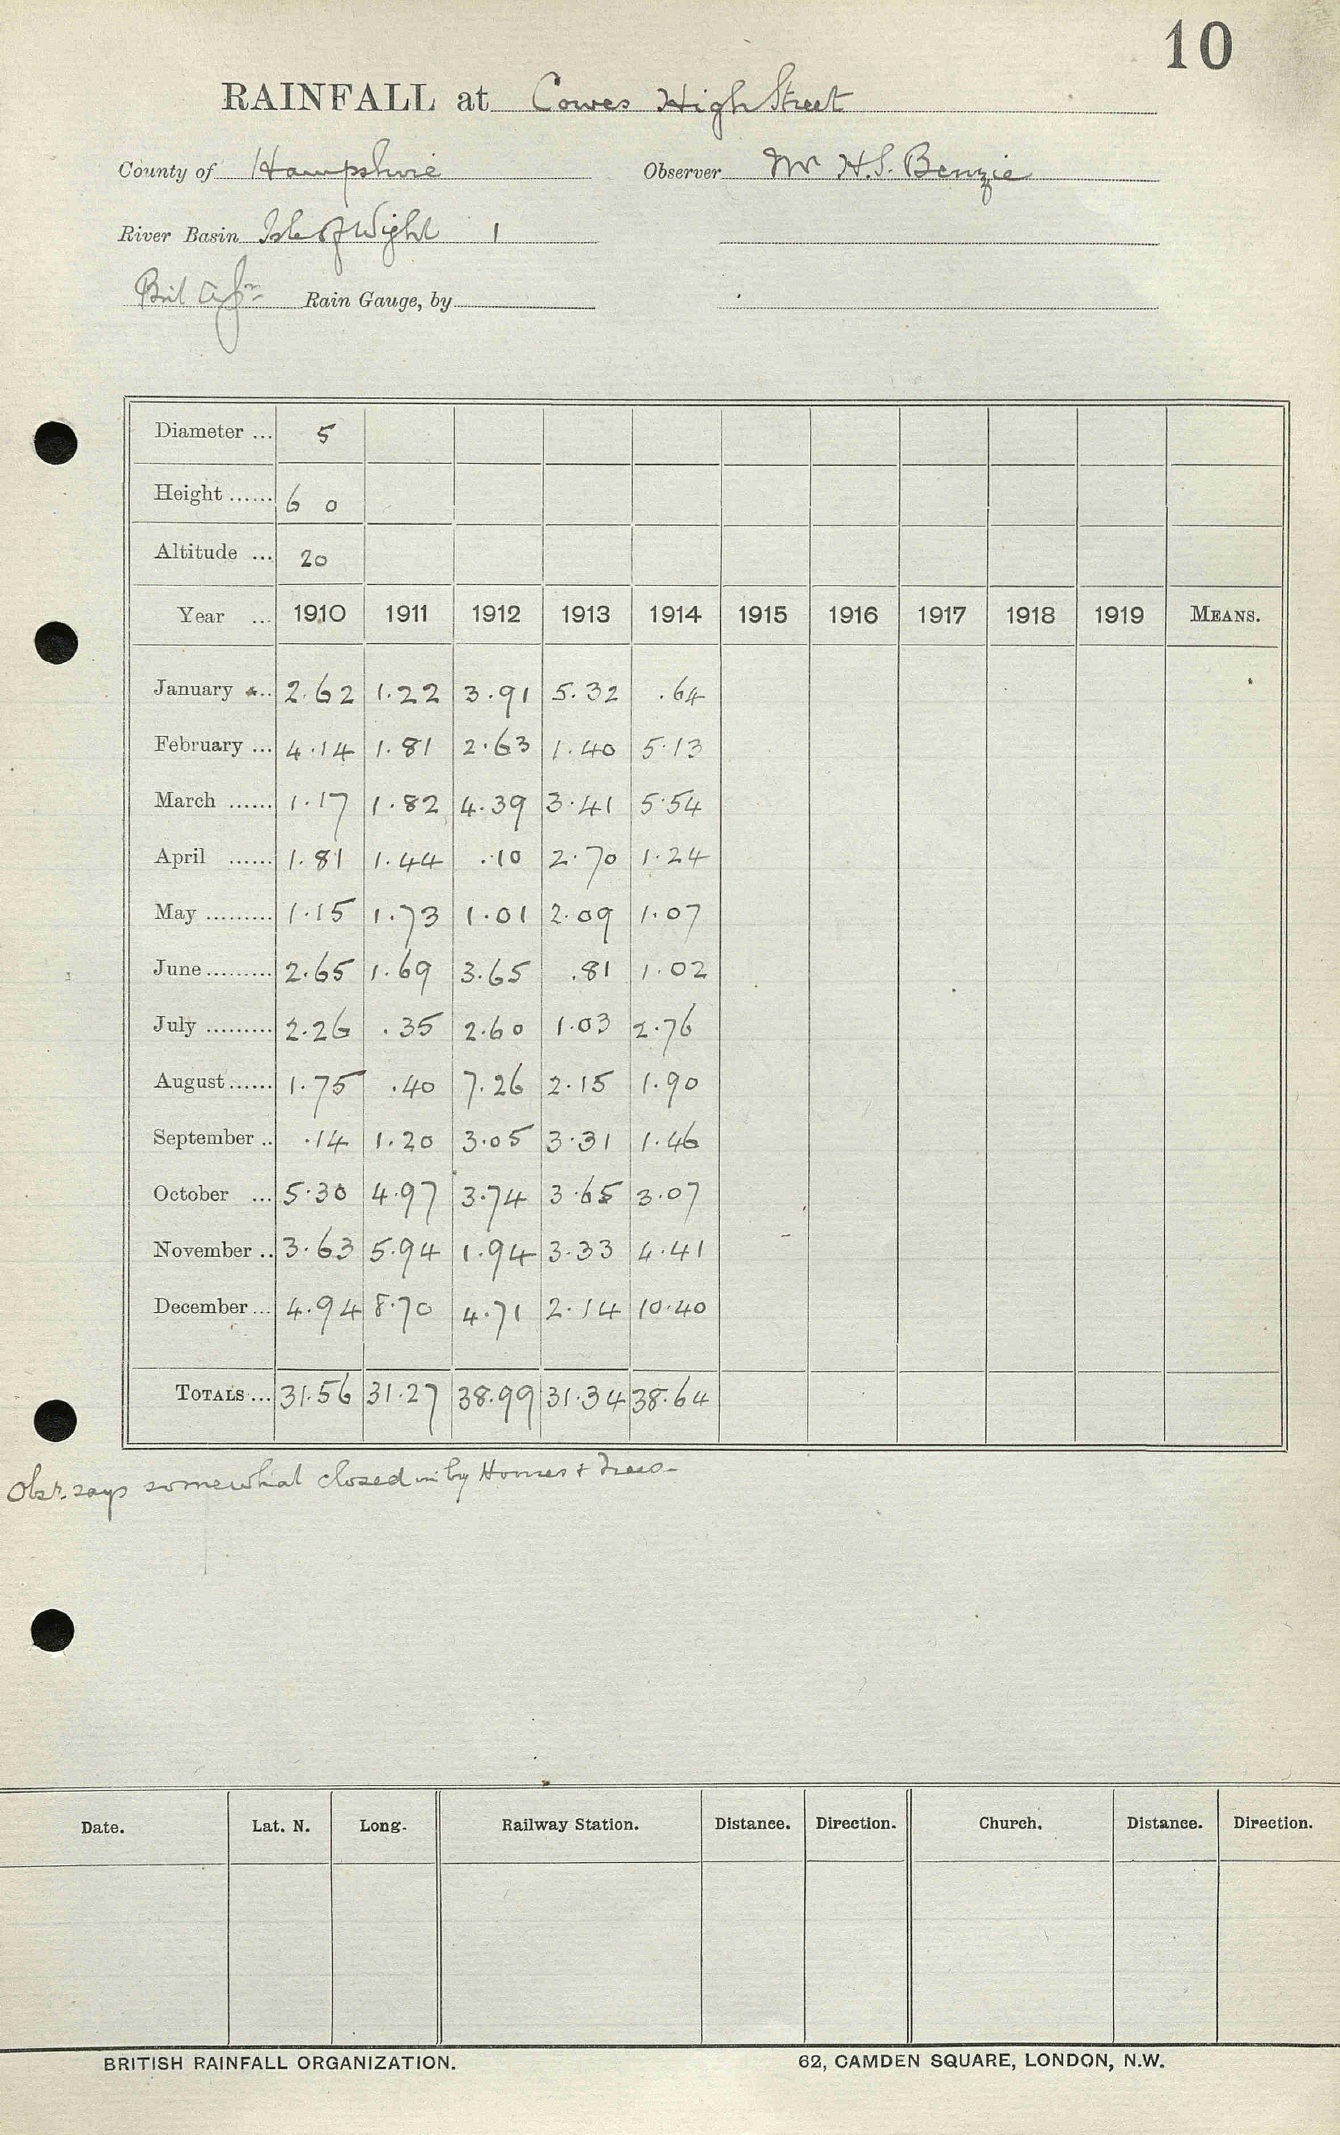 10
RAINFALL at Cowes High Street
County of Hampshire Observer Mr H.S. Benzie
River Basin Isle of Wight 1
Rain Gauge, by
Diameter ... 5
Height ...... 6 0
Altitude ... 20
Year ... 1910 1911 1912 1913 1914 1915 1916 1917 1918 1919 MEANS.
January ... 2.62 1.22 3.91 5.32 .64
February ... 4.14 1.81 2.63 1.40 5.13
March ...... 1.17 1.82 4.39 3.41 5.54
April ...... 1.81 1.44 .10 2.70 1.24
May ......... 1.15 1.73 1.01 2.09 1.07
June ......... 2.65 1.69 3.65 .81 1.02
July ......... 2.26 .35 2.60 1.03 2.76
August ...... 1.75 .40 7.26 2.15 1.90
September .. .14 1.20 3.05 3.31 1.46
October ... 5.30 4.97 3.74 3.65 3.07
November .. 3.63 5.94 1.94 3.33 4.41
December ... 4.94 8.70 4.71 2.14 10.40
TOTALS ... 31.56 31.27 38.99 31.34 38.64
Obsr. says somewhat closed in by Houses & Trees
Date. Lat. N. Long. Railway Station. Distance. Direction. Church. Distance. Direction.
BRITISH RAINFALL ORGANIZATION. 62, CAMDEN SQUARE, LONDON, N.W.